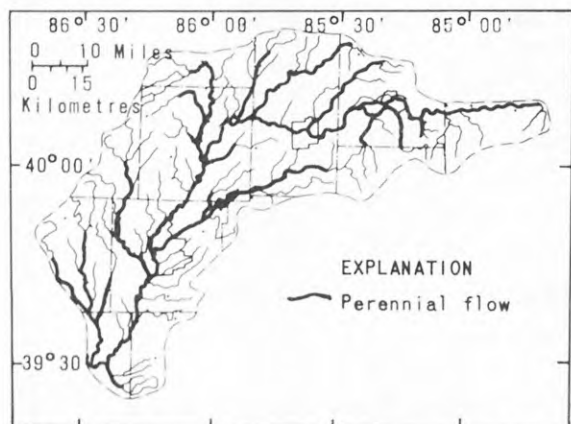 86°30' 86°00' 85°30' 85°00'
0 10 Miles
0 15
Kilometres
40°00'
EXPLANATION
Perennial flow
39°30